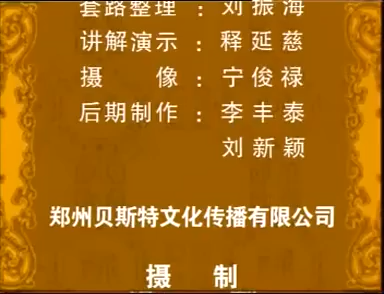 套路整理：刘振海
讲解演示：释延慈
摄像：宁俊禄
后期制作：李丰泰
刘新颖
郑州贝斯特文化传播有限公司
摄制